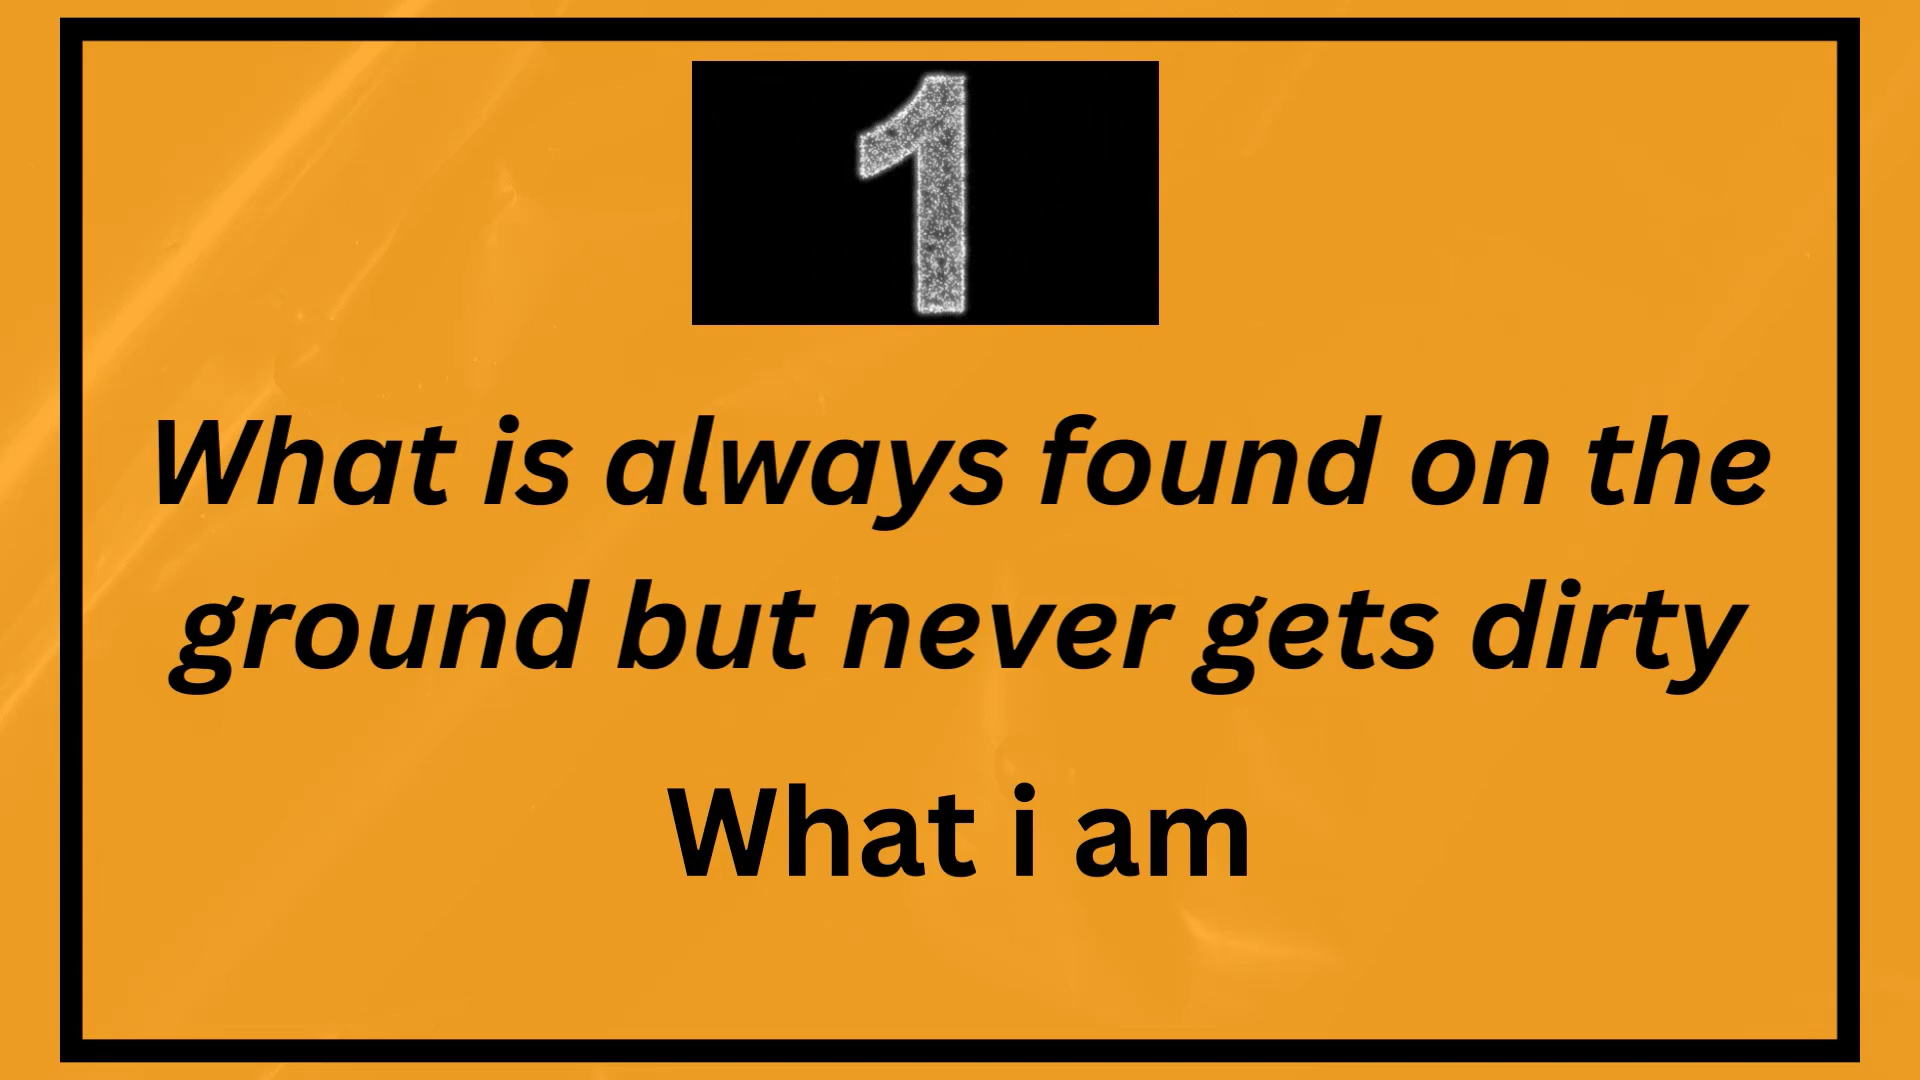 1
What is always found on the
ground but never gets dirty
What i am